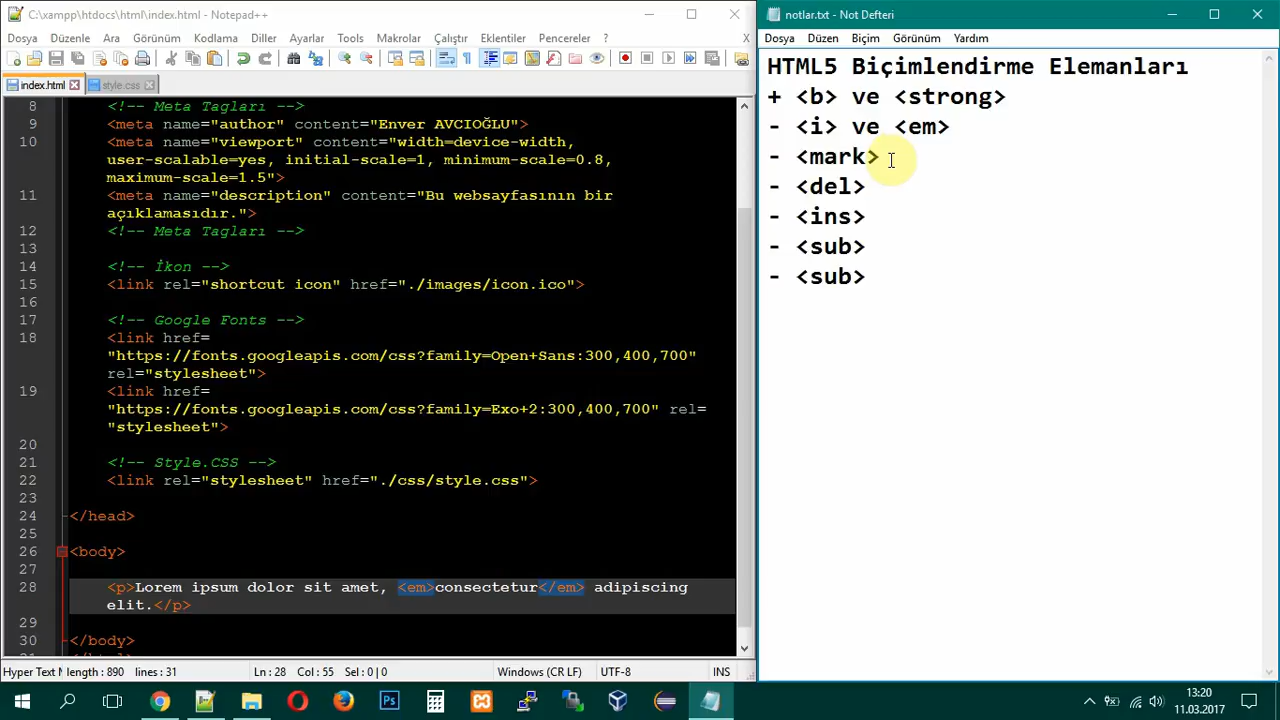 C:\xampp\htdocs\html\index.html - Notepad++
Dosya Düzenle Ara Görünüm Kodlama Diller Ayarlar Tools Makrolar Çalıştır Eklentiler Pencereler ? X
index.html style.css
8 <!-- Meta Tagları -->
9 <meta name="author" content="Enver AVCIOĞLU">
10 <meta name="viewport" content="width=device-width,
user-scalable=yes, initial-scale=1, minimum-scale=0.8,
maximum-scale=1.5">
11 <meta name="description" content="Bu websayfasının bir
açıklamasıdır.">
12 <!-- Meta Tagları -->
13
14 <!-- İkon -->
15 <link rel="shortcut icon" href="./images/icon.ico">
16
17 <!-- Google Fonts -->
18 <link href=
"https://fonts.googleapis.com/css?family=Open+Sans:300,400,700"
rel="stylesheet">
19 <link href=
"https://fonts.googleapis.com/css?family=Exo+2:300,400,700" rel=
"stylesheet">
20
21 <!-- Style.CSS -->
22 <link rel="stylesheet" href="./css/style.css">
23
24 </head>
25
26 <body>
27
28 <p>Lorem ipsum dolor sit amet, <em>consectetur</em> adipiscing
elit.</p>
29
30 </body>
Hyper Text M length : 890 lines : 31 Ln : 28 Col : 55 Sel : 0 | 0 Windows (CR LF) UTF-8 INS
notlar.txt - Not Defteri
Dosya Düzen Biçim Görünüm Yardım
HTML5 Biçimlendirme Elemanları
+ <b> ve <strong>
- <i> ve <em>
- <mark>
- <del>
- <ins>
- <sub>
- <sub>
13:20
11.03.2017